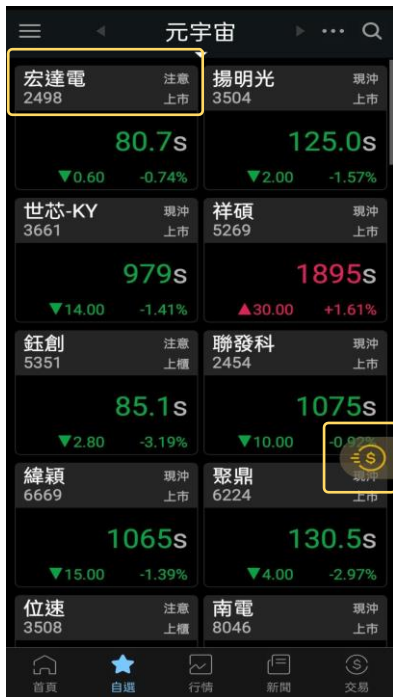 元宇宙
宏達電 注意
2498 上市
80.7s
▼0.60 -0.74%
揚明光 現沖
3504 上市
125.0s
▼2.00 -1.57%
世芯-KY 現沖
3661 上市
979s
▼14.00 -1.41%
祥碩 現沖
5269 上市
1895s
▲30.00 +1.61%
鈺創 注意
5351 上櫃
85.1s
▼2.80 -3.19%
聯發科 現沖
2454 上市
1075s
▼10.00 -0.92%
緯穎 現沖
6669 上市
1065s
▼15.00 -1.39%
聚鼎 現沖
6224 上市
130.5s
▼4.00 -2.97%
位速 注意
3508 上櫃
南電 現沖
8046 上市
首頁 自選 行情 新聞 交易